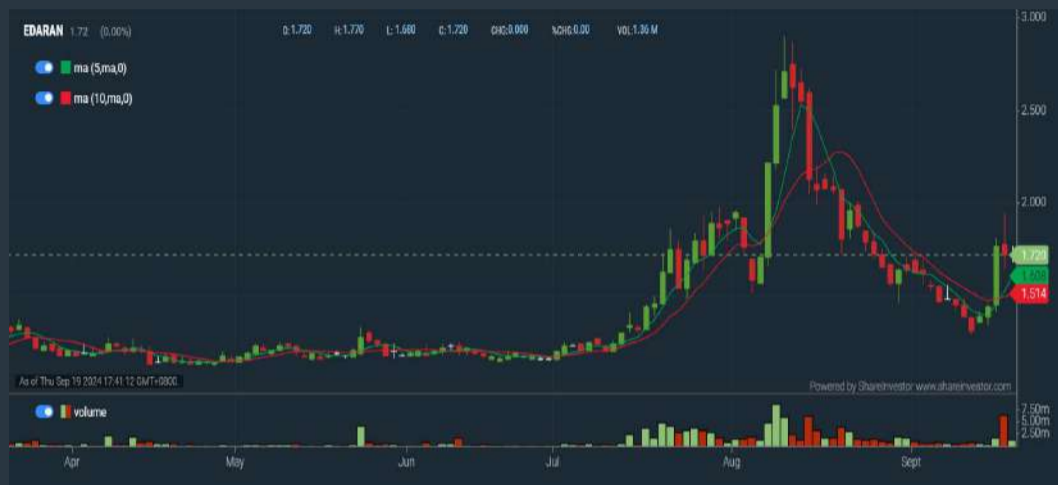 EDARAN 1.72 (0.00%) O:1.720 H:1.770 L:1.680 C:1.720 CHG:0.000 %CHG:0.00 VOL:1.36 M
ma (5,ma,0)
ma (10,ma,0)
3.000
2.500
2.000
1.720
1.608
1.514
As of Thu Sep 19 2024 17:41:12 GMT+0800.
Powered by ShareInvestor www.shareinvestor.com
volume
7.50m
5.00m
2.50m
Apr May Jun Jul Aug Sept